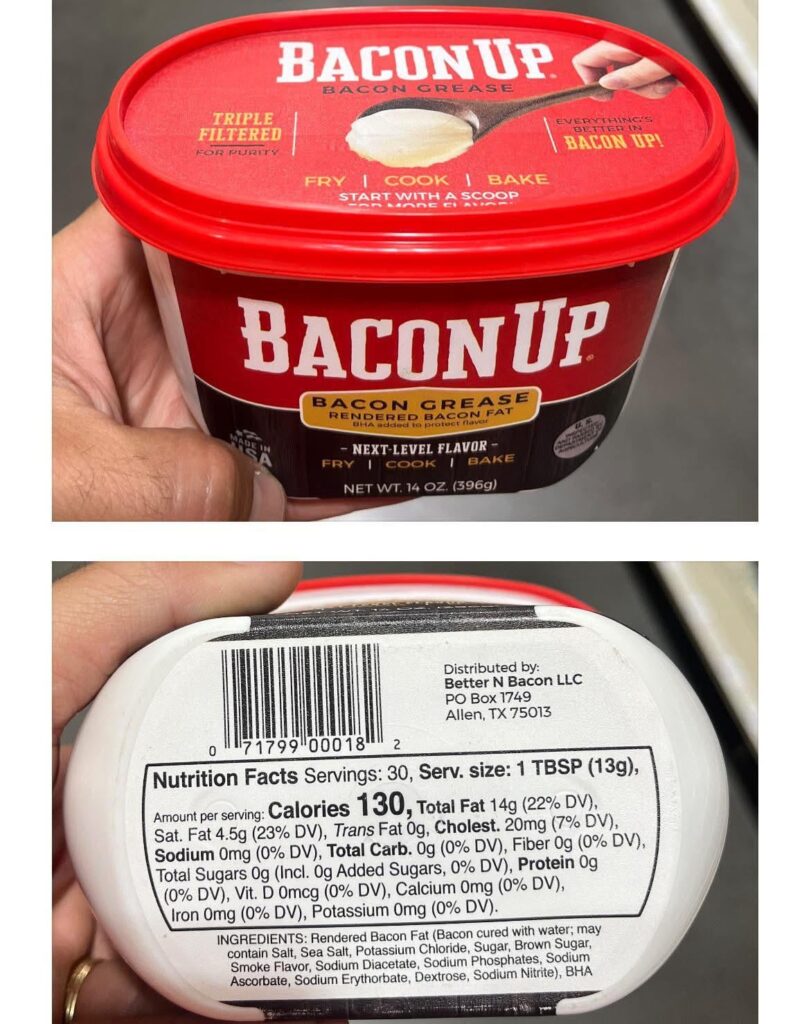 BACONUP
BACON GREASE
TRIPLE
FILTERED
FOR PURITY
EVERYTHING'S
BETTER IN
BACON UP!
FRY | COOK | BAKE
START WITH A SCOOP
FOR MORE FLAVOR
BACONUP
BACON GREASE
RENDERED BACON FAT
BHA added to protect flavor
MADE IN
USA
- NEXT-LEVEL FLAVOR -
FRY | COOK | BAKE
NET WT. 14 OZ. (396g)
U. S.
Distributed by:
Better N Bacon LLC
PO Box 1749
Allen, TX 75013
0 71799 00018 2
Nutrition Facts Servings: 30, Serv. size: 1 TBSP (13g),
Amount per serving: Calories 130, Total Fat 14g (22% DV),
Sat. Fat 4.5g (23% DV), Trans Fat 0g, Cholest. 20mg (7% DV),
Sodium 0mg (0% DV), Total Carb. 0g (0% DV), Fiber 0g (0% DV),
Total Sugars 0g (Incl. 0g Added Sugars, 0% DV), Protein 0g
(0% DV), Vit. D 0mcg (0% DV), Calcium 0mg (0% DV),
Iron 0mg (0% DV), Potassium 0mg (0% DV).
INGREDIENTS: Rendered Bacon Fat (Bacon cured with water; may
contain Salt, Sea Salt, Potassium Chloride, Sugar, Brown Sugar,
Smoke Flavor, Sodium Diacetate, Sodium Phosphates, Sodium
Ascorbate, Sodium Erythorbate, Dextrose, Sodium Nitrite), BHA